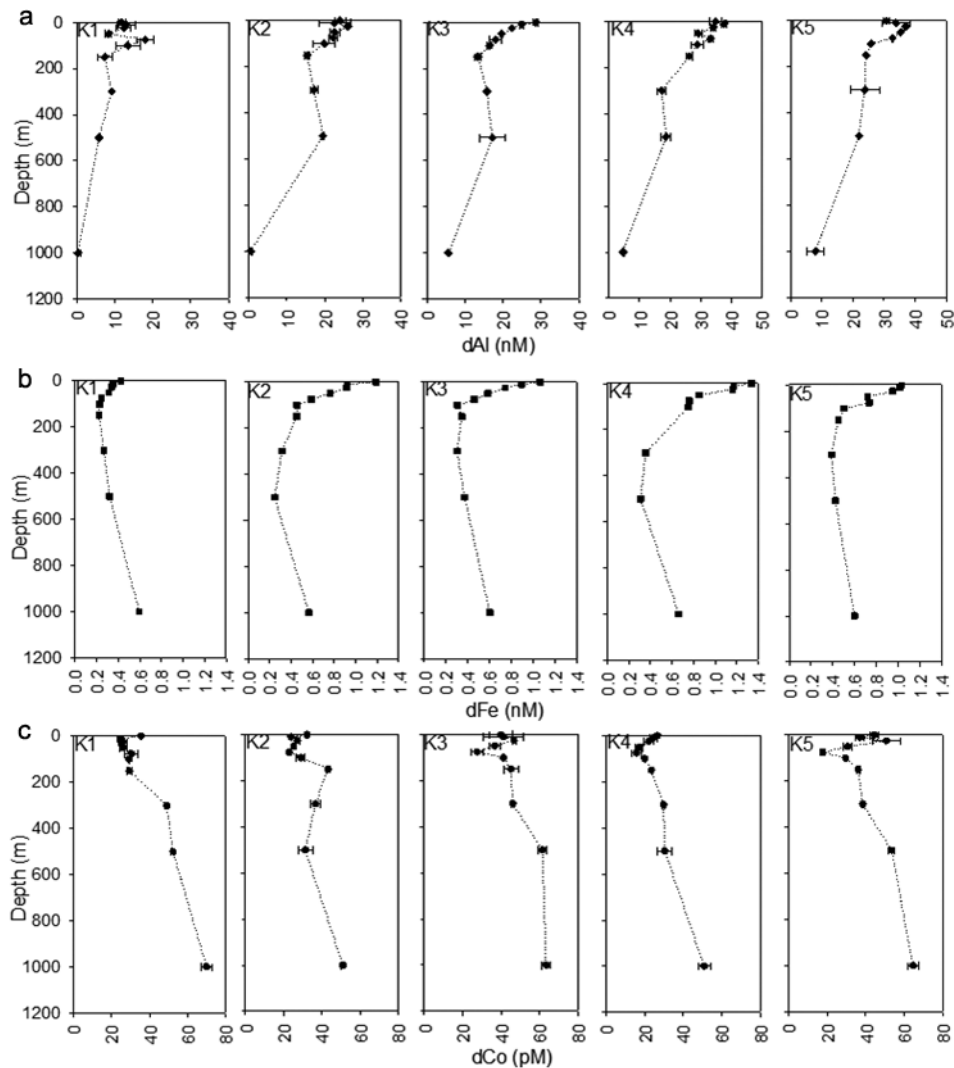 a
K1 K2 K3 K4 K5
0
200
400
600
800
1000
1200
Depth (m)
0 10 20 30 40 0 10 20 30 40 0 10 20 30 40 0 10 20 30 40 50 0 10 20 30 40 50
dAl (nM)
b
K1 K2 K3 K4 K5
0
200
400
600
800
1000
1200
Depth (m)
0.0 0.2 0.4 0.6 0.8 1.0 1.2 1.4 0.0 0.2 0.4 0.6 0.8 1.0 1.2 1.4 0.0 0.2 0.4 0.6 0.8 1.0 1.2 1.4 0.0 0.2 0.4 0.6 0.8 1.0 1.2 1.4 0.0 0.2 0.4 0.6 0.8 1.0 1.2 1.4
dFe (nM)
c
K1 K2 K3 K4 K5
0
200
400
600
800
1000
1200
Depth (m)
0 20 40 60 80 0 20 40 60 80 0 20 40 60 80 0 20 40 60 80 0 20 40 60 80
dCo (pM)